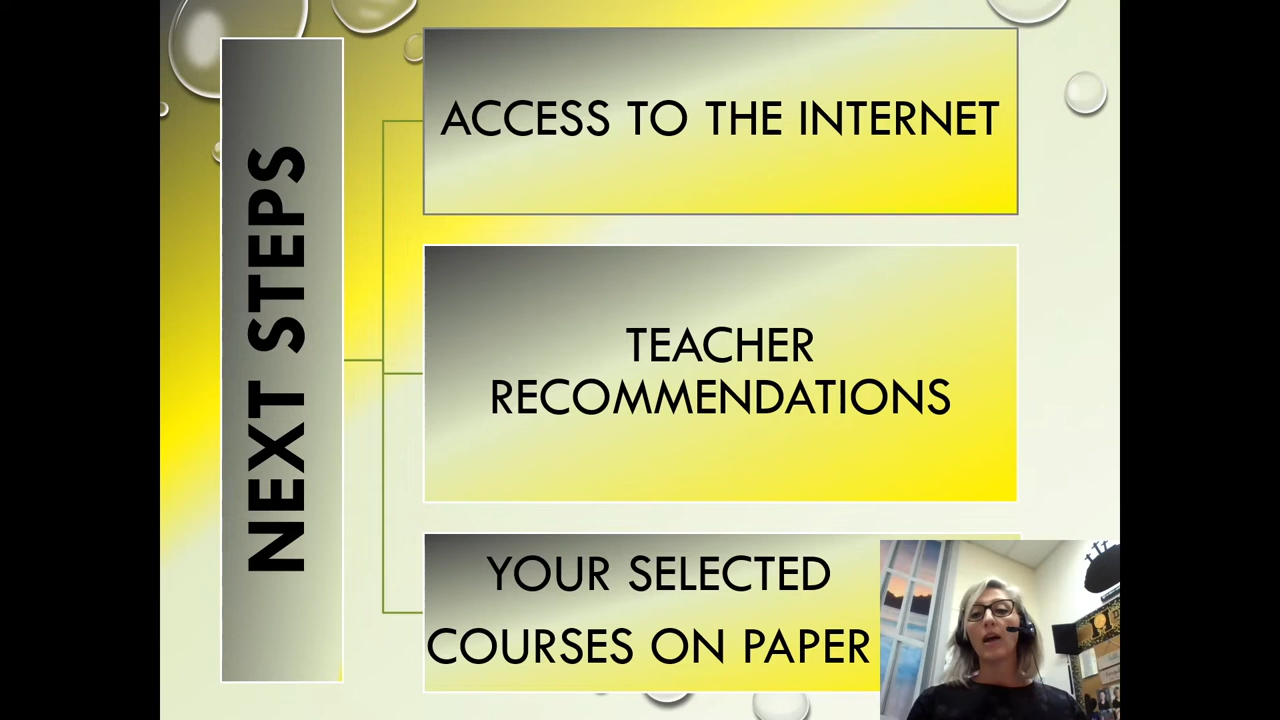 NEXT STEPS
ACCESS TO THE INTERNET
TEACHER
RECOMMENDATIONS
YOUR SELECTED
COURSES ON PAPER